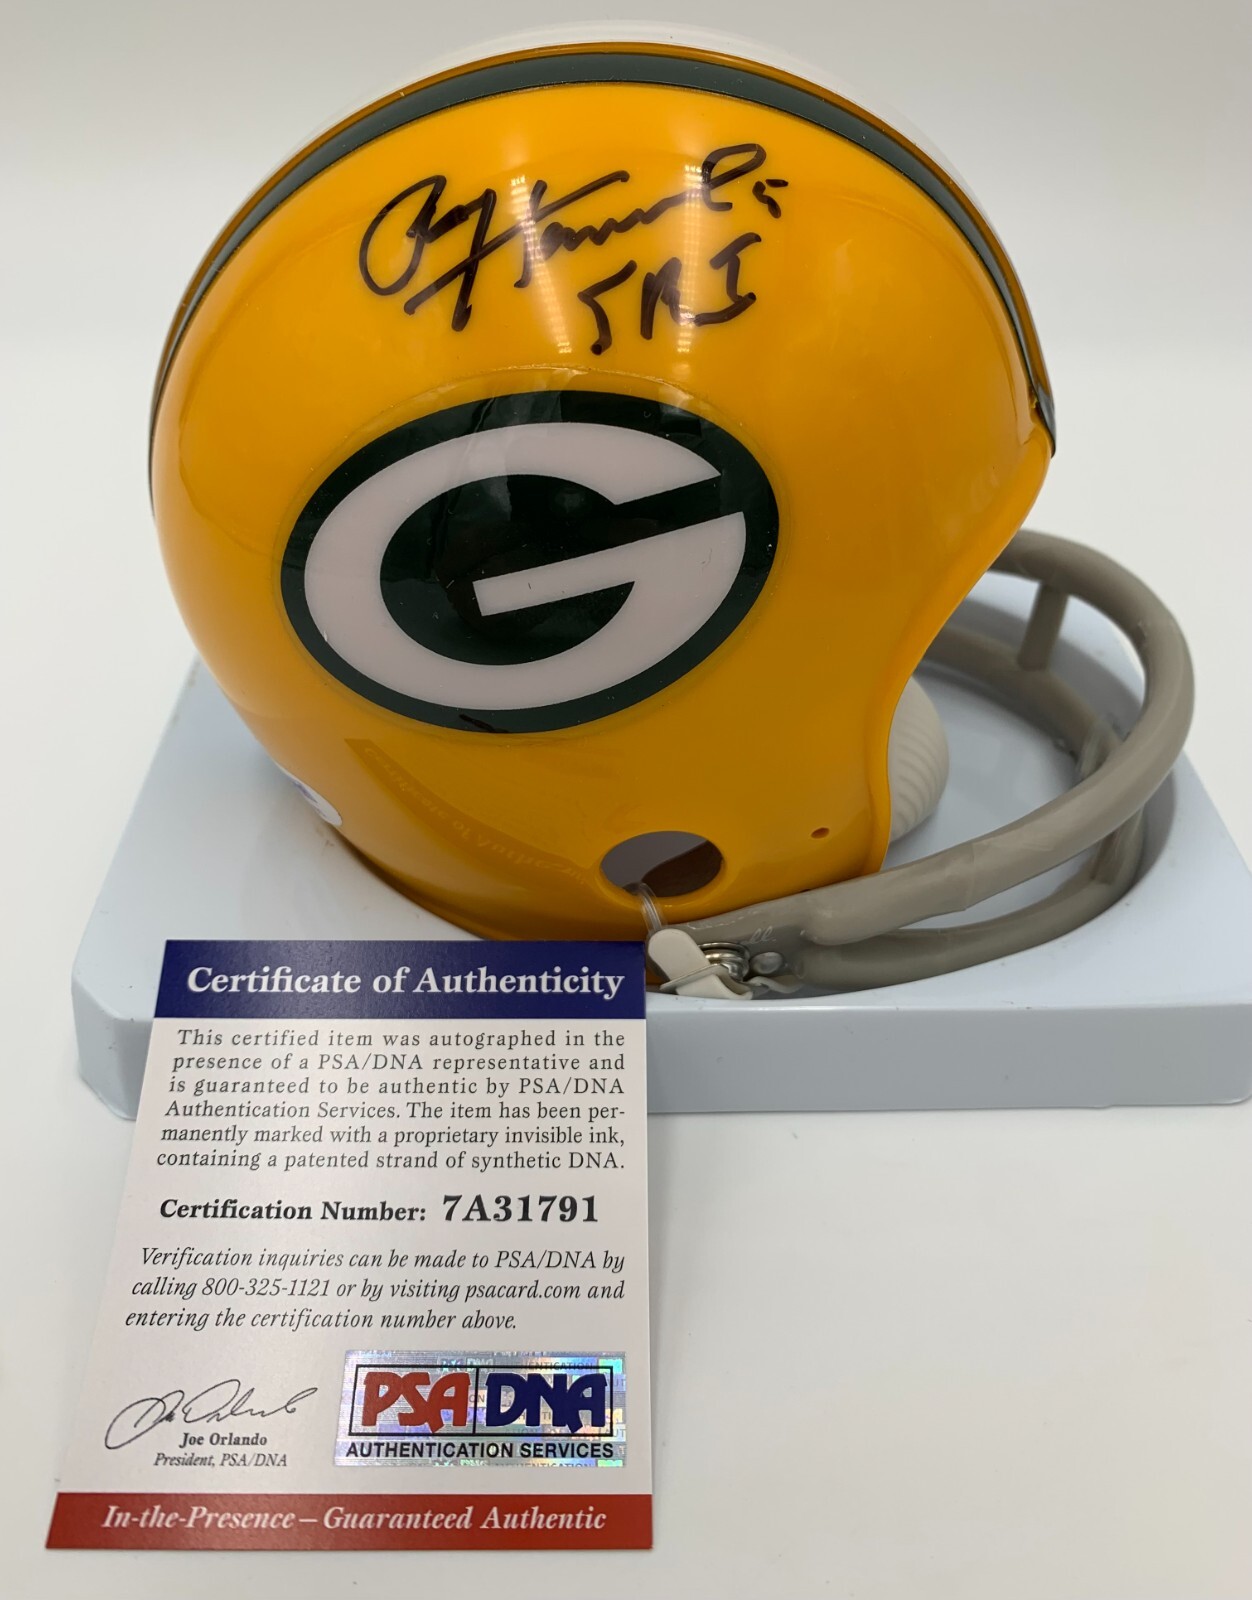 Paul Hornung 5
SB I
G
Certificate of Authenticity
This certified item was autographed in the
presence of a PSA/DNA representative and
is guaranteed to be authentic by PSA/DNA
Authentication Services. The item has been per-
manently marked with a proprietary invisible ink,
containing a patented strand of synthetic DNA.
Certification Number: 7A31791
Verification inquiries can be made to PSA/DNA by
calling 800-325-1121 or by visiting psacard.com and
entering the certification number above.
Joe Orlando
President, PSA/DNA
PSA DNA
AUTHENTICATION SERVICES
In-the-Presence – Guaranteed Authentic